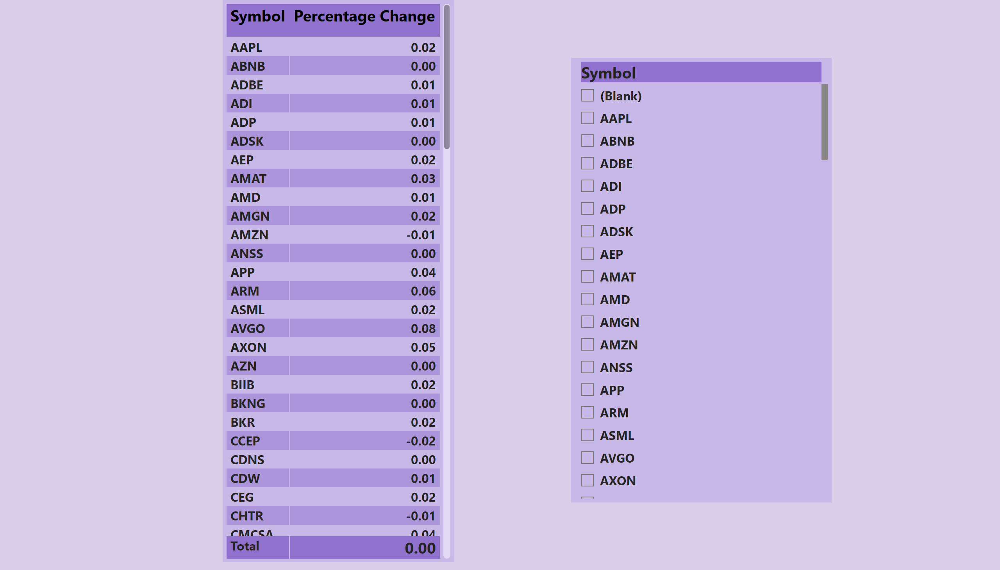 Symbol Percentage Change
AAPL 0.02
ABNB 0.00
ADBE 0.01
ADI 0.01
ADP 0.01
ADSK 0.00
AEP 0.02
AMAT 0.03
AMD 0.01
AMGN 0.02
AMZN -0.01
ANSS 0.00
APP 0.04
ARM 0.06
ASML 0.02
AVGO 0.08
AXON 0.05
AZN 0.00
BIIB 0.02
BKNG 0.00
BKR 0.02
CCEP -0.02
CDNS 0.00
CDW 0.01
CEG 0.02
CHTR -0.01
CMCSA 0.04
Total 0.00
Symbol
(Blank)
AAPL
ABNB
ADBE
ADI
ADP
ADSK
AEP
AMAT
AMD
AMGN
AMZN
ANSS
APP
ARM
ASML
AVGO
AXON